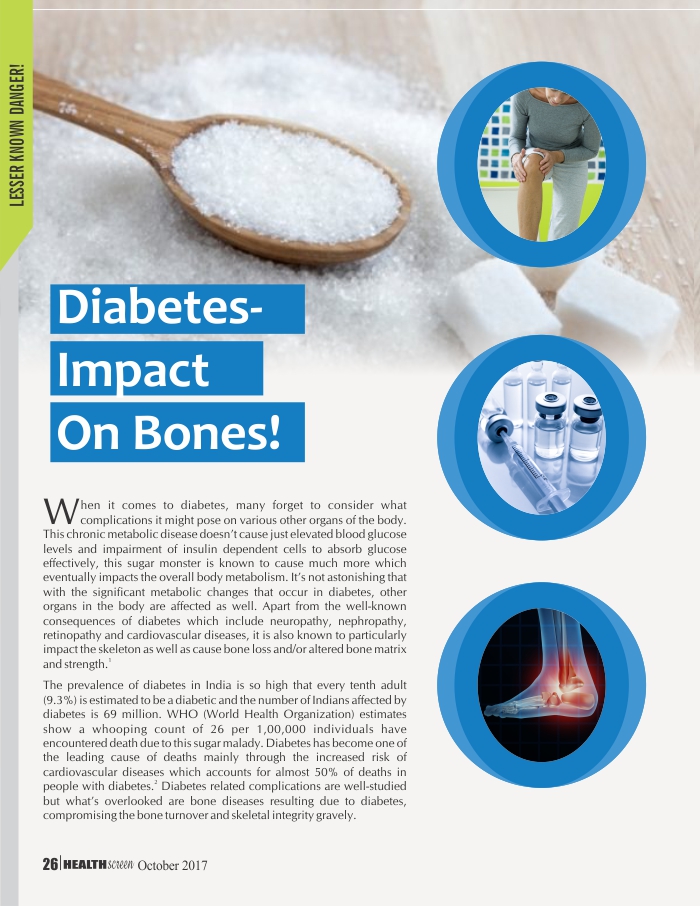 LESSER KNOWN DANGER!
Diabetes-
Impact
On Bones!
When it comes to diabetes, many forget to consider what
complications it might pose on various other organs of the body.
This chronic metabolic disease doesn't cause just elevated blood glucose
levels and impairment of insulin dependent cells to absorb glucose
effectively, this sugar monster is known to cause much more which
eventually impacts the overall body metabolism. It's not astonishing that
with the significant metabolic changes that occur in diabetes, other
organs in the body are affected as well. Apart from the well-known
consequences of diabetes which include neuropathy, nephropathy,
retinopathy and cardiovascular diseases, it is also known to particularly
impact the skeleton as well as cause bone loss and/or altered bone matrix
and strength.¹
The prevalence of diabetes in India is so high that every tenth adult
(9.3%) is estimated to be a diabetic and the number of Indians affected by
diabetes is 69 million. WHO (World Health Organization) estimates
show a whooping count of 26 per 1,00,000 individuals have
encountered death due to this sugar malady. Diabetes has become one of
the leading cause of deaths mainly through the increased risk of
cardiovascular diseases which accounts for almost 50% of deaths in
people with diabetes.² Diabetes related complications are well-studied
but what's overlooked are bone diseases resulting due to diabetes,
compromising the bone turnover and skeletal integrity gravely.
26 HEALTHscreen October 2017